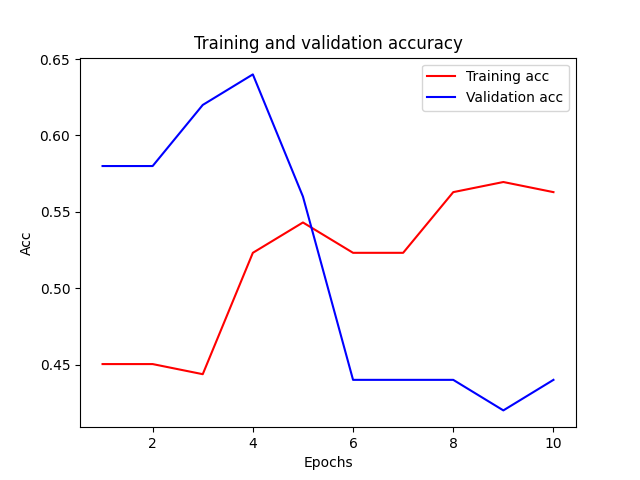 Training and validation accuracy
Training acc
Validation acc
0.65
0.60
0.55
0.50
0.45
Acc
2
4
6
8
10
Epochs